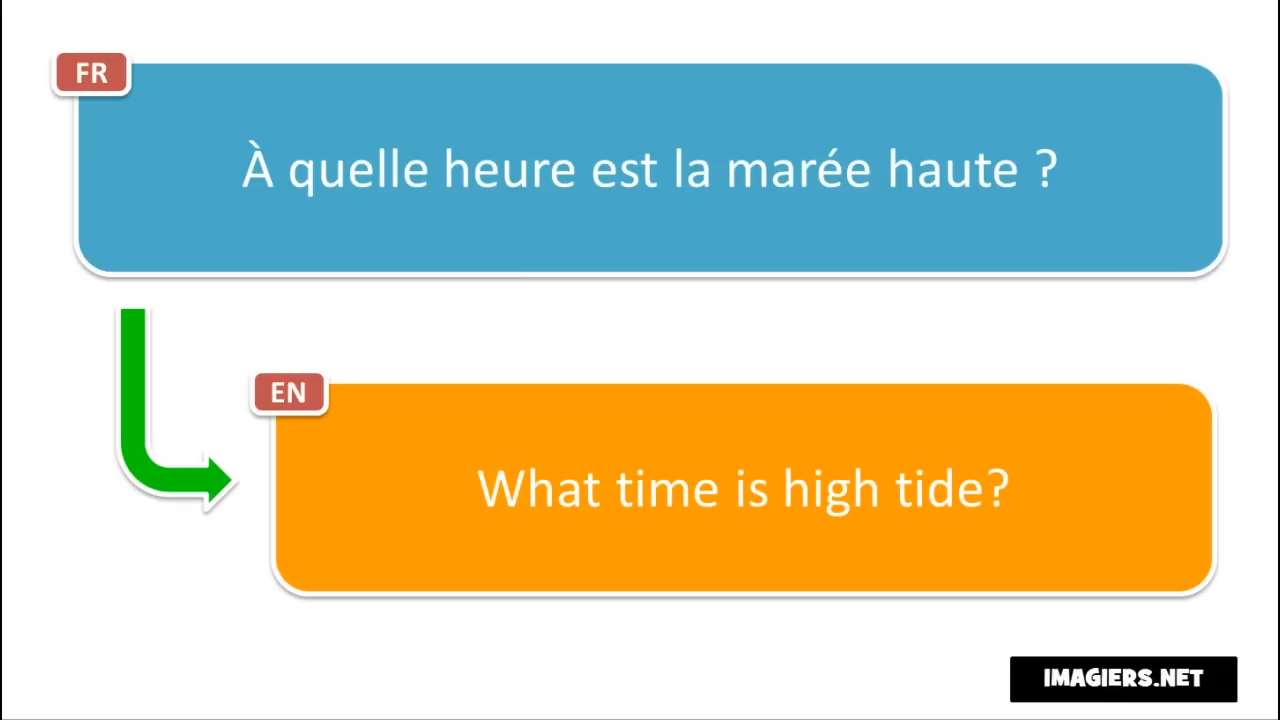 FR
À quelle heure est la marée haute ?
EN
What time is high tide?
IMAGIERS.NET